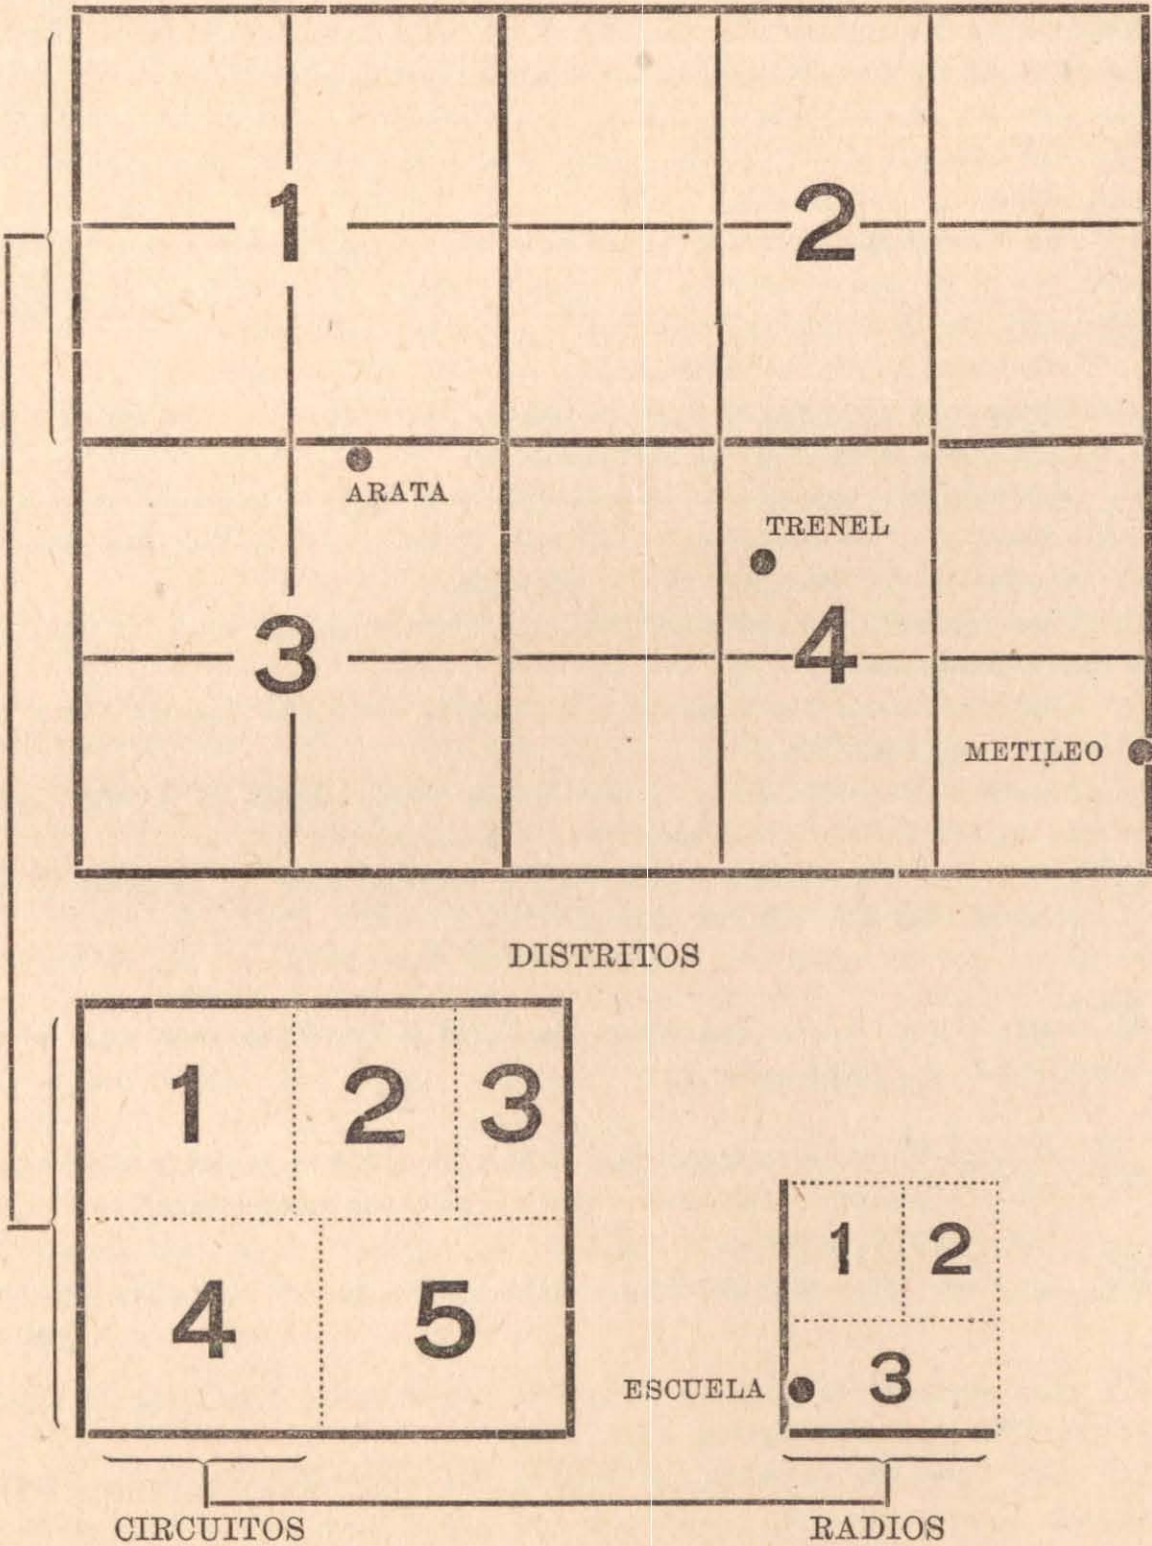 1 2
ARATA
TRENEL
3 4
METILEO
DISTRITOS
1 2 3
4 5
1 2
ESCUELA 3
CIRCUITOS RADIOS